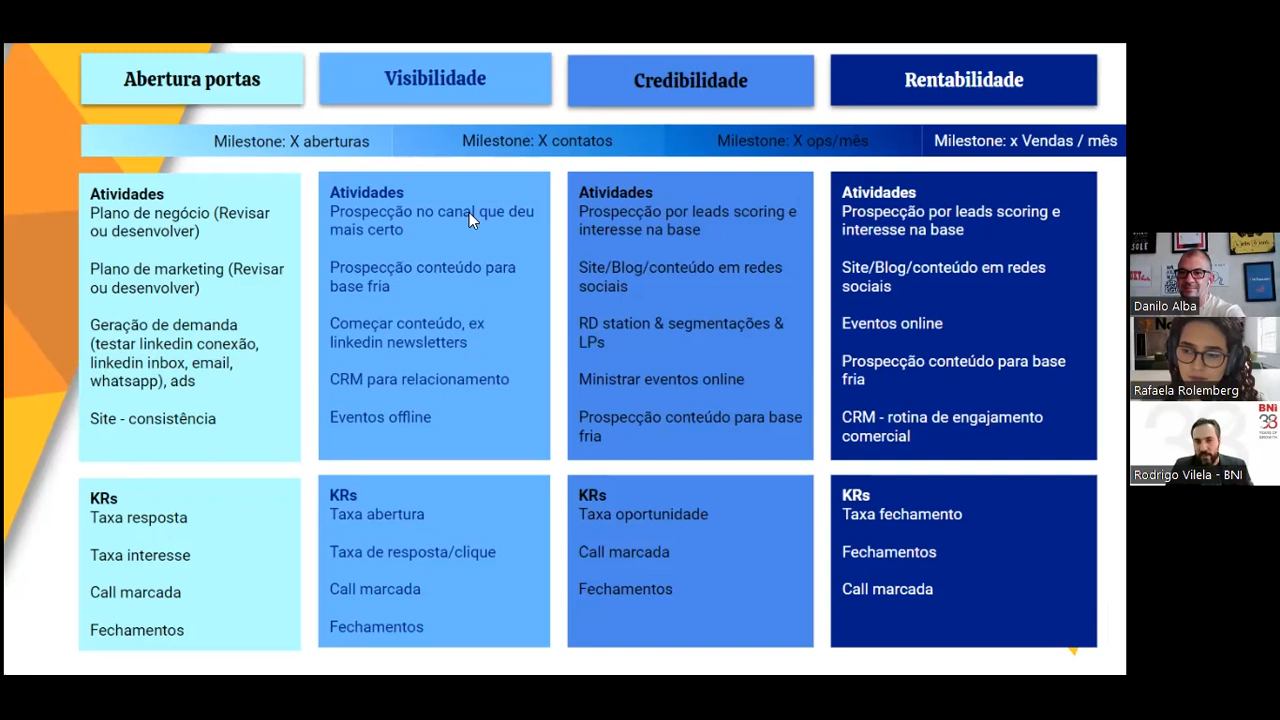 Abertura portas
Visibilidade
Credibilidade
Rentabilidade
Milestone: X aberturas
Milestone: X contatos
Milestone: X ops/mês
Milestone: x Vendas / mês
Atividades
Plano de negócio (Revisar
ou desenvolver)
Plano de marketing (Revisar
ou desenvolver)
Geração de demanda
(testar linkedin conexão,
linkedin inbox, email,
whatsapp), ads
Site - consistência
Atividades
Prospecção no canal que deu
mais certo
Prospecção conteúdo para
base fria
Começar conteúdo, ex
linkedin newsletters
CRM para relacionamento
Eventos offline
Atividades
Prospecção por leads scoring e
interesse na base
Site/Blog/conteúdo em redes
sociais
RD station & segmentações &
LPs
Ministrar eventos online
Prospecção conteúdo para base
fria
Atividades
Prospecção por leads scoring e
interesse na base
Site/Blog/conteúdo em redes
sociais
Eventos online
Prospecção conteúdo para base
fria
CRM - rotina de engajamento
comercial
KRs
Taxa resposta
Taxa interesse
Call marcada
Fechamentos
KRs
Taxa abertura
Taxa de resposta/clique
Call marcada
Fechamentos
KRs
Taxa oportunidade
Call marcada
Fechamentos
KRs
Taxa fechamento
Fechamentos
Call marcada
Danilo Alba
Rafaela Rolemberg
BNI
38
Rodrigo Vilela - BNI